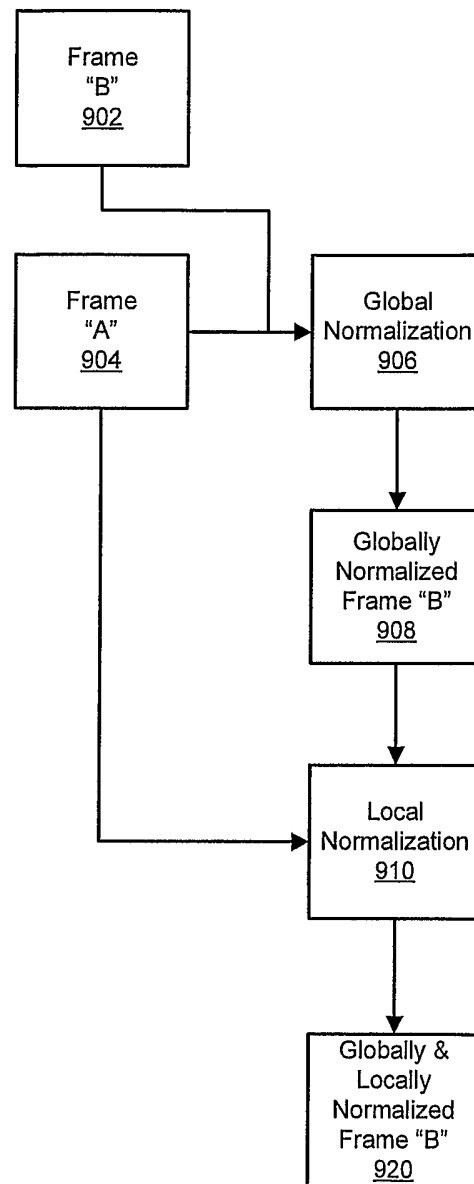 Frame
“B”
902
Frame
“A”
904
Global
Normalization
906
Globally
Normalized
Frame “B”
908
Local
Normalization
910
Globally &
Locally
Normalized
Frame “B”
920